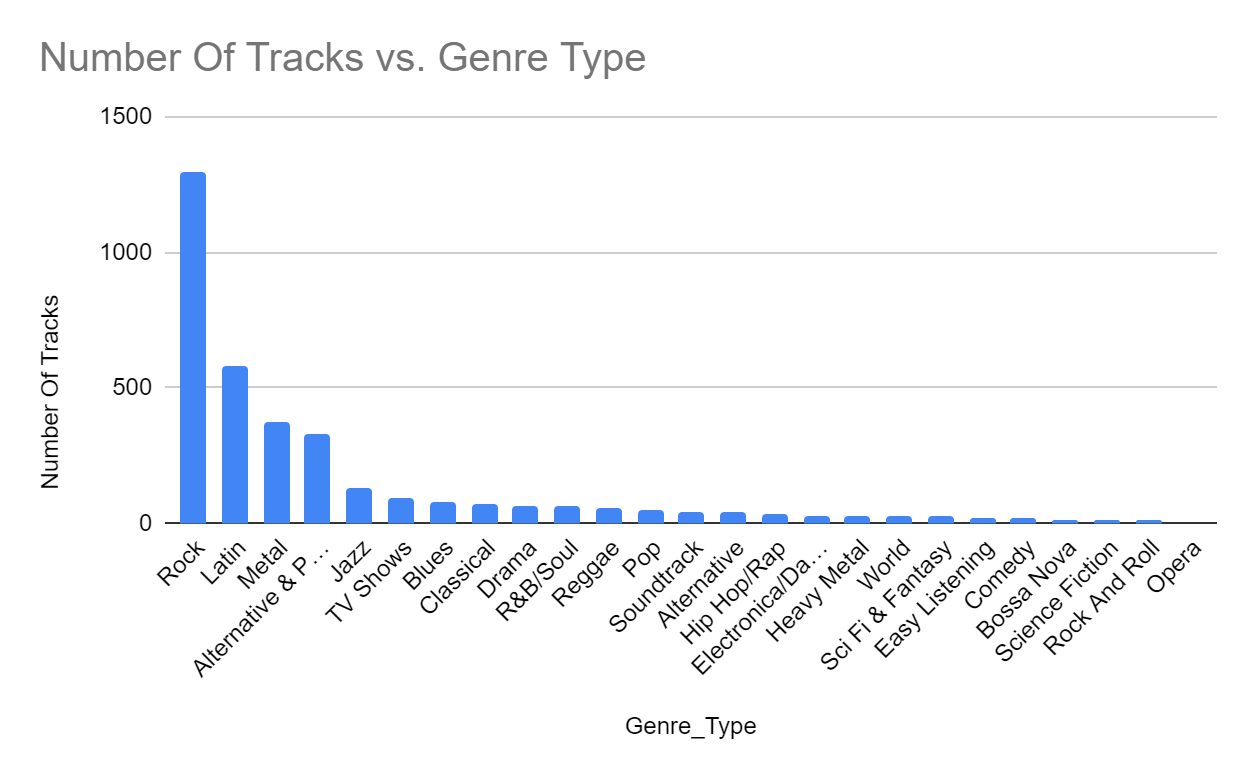 Number Of Tracks vs. Genre Type
1500
1000
500
0
Number Of Tracks
Rock
Latin
Metal
Alternative & P…
Jazz
TV Shows
Blues
Classical
Drama
R&B/Soul
Reggae
Pop
Soundtrack
Alternative
Hip Hop/Rap
Electronica/Da…
Heavy Metal
World
Sci Fi & Fantasy
Easy Listening
Comedy
Bossa Nova
Science Fiction
Rock And Roll
Opera
Genre_Type